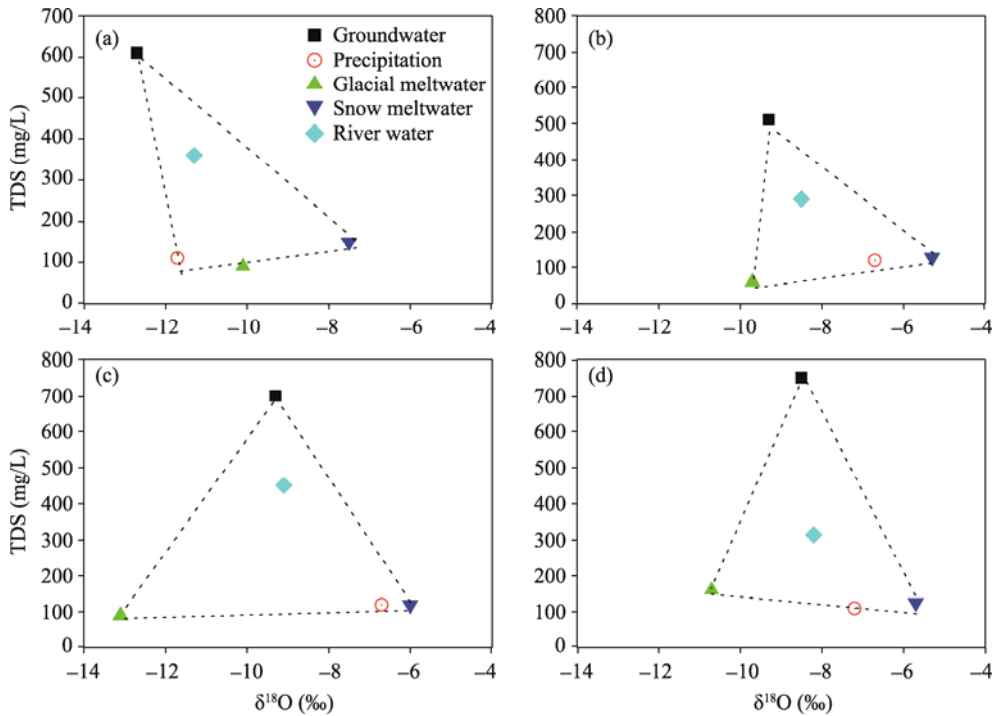 700
600
500
400
300
200
100
0
TDS (mg/L)
(a)
Groundwater
Precipitation
Glacial meltwater
Snow meltwater
River water
–14 –12 –10 –8 –6 –4
800
700
600
500
400
300
200
100
0
(b)
–14 –12 –10 –8 –6 –4
800
700
600
500
400
300
200
100
0
TDS (mg/L)
(c)
–14 –12 –10 –8 –6 –4
δ¹⁸O (‰)
800
700
600
500
400
300
200
100
0
(d)
–14 –12 –10 –8 –6 –4
δ¹⁸O (‰)